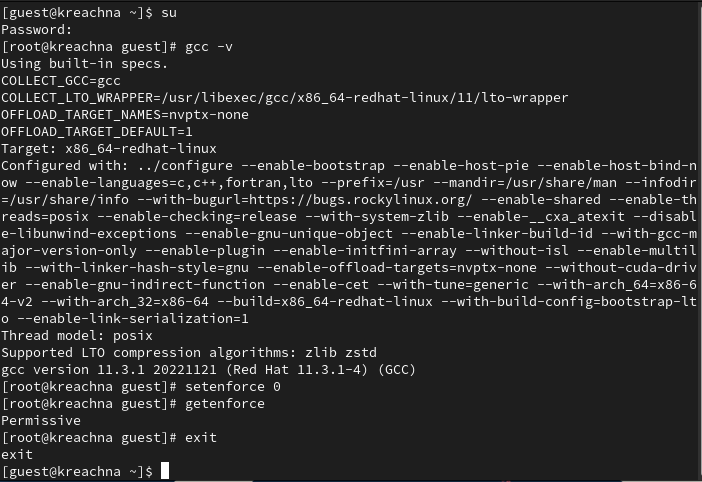 [guest@kreachna ~]$ su
Password:
[root@kreachna guest]# gcc -v
Using built-in specs.
COLLECT_GCC=gcc
COLLECT_LTO_WRAPPER=/usr/libexec/gcc/x86_64-redhat-linux/11/lto-wrapper
OFFLOAD_TARGET_NAMES=nvptx-none
OFFLOAD_TARGET_DEFAULT=1
Target: x86_64-redhat-linux
Configured with: ../configure --enable-bootstrap --enable-host-pie --enable-host-bind-n
ow --enable-languages=c,c++,fortran,lto --prefix=/usr --mandir=/usr/share/man --infodir
=/usr/share/info --with-bugurl=https://bugs.rockylinux.org/ --enable-shared --enable-th
reads=posix --enable-checking=release --with-system-zlib --enable-__cxa_atexit --disabl
e-libunwind-exceptions --enable-gnu-unique-object --enable-linker-build-id --with-gcc-m
ajor-version-only --enable-plugin --enable-initfini-array --without-isl --enable-multil
ib --with-linker-hash-style=gnu --enable-offload-targets=nvptx-none --without-cuda-driv
er --enable-gnu-indirect-function --enable-cet --with-tune=generic --with-arch_64=x86-6
4-v2 --with-arch_32=x86-64 --build=x86_64-redhat-linux --with-build-config=bootstrap-lt
o --enable-link-serialization=1
Thread model: posix
Supported LTO compression algorithms: zlib zstd
gcc version 11.3.1 20221121 (Red Hat 11.3.1-4) (GCC)
[root@kreachna guest]# setenforce 0
[root@kreachna guest]# getenforce
Permissive
[root@kreachna guest]# exit
exit
[guest@kreachna ~]$